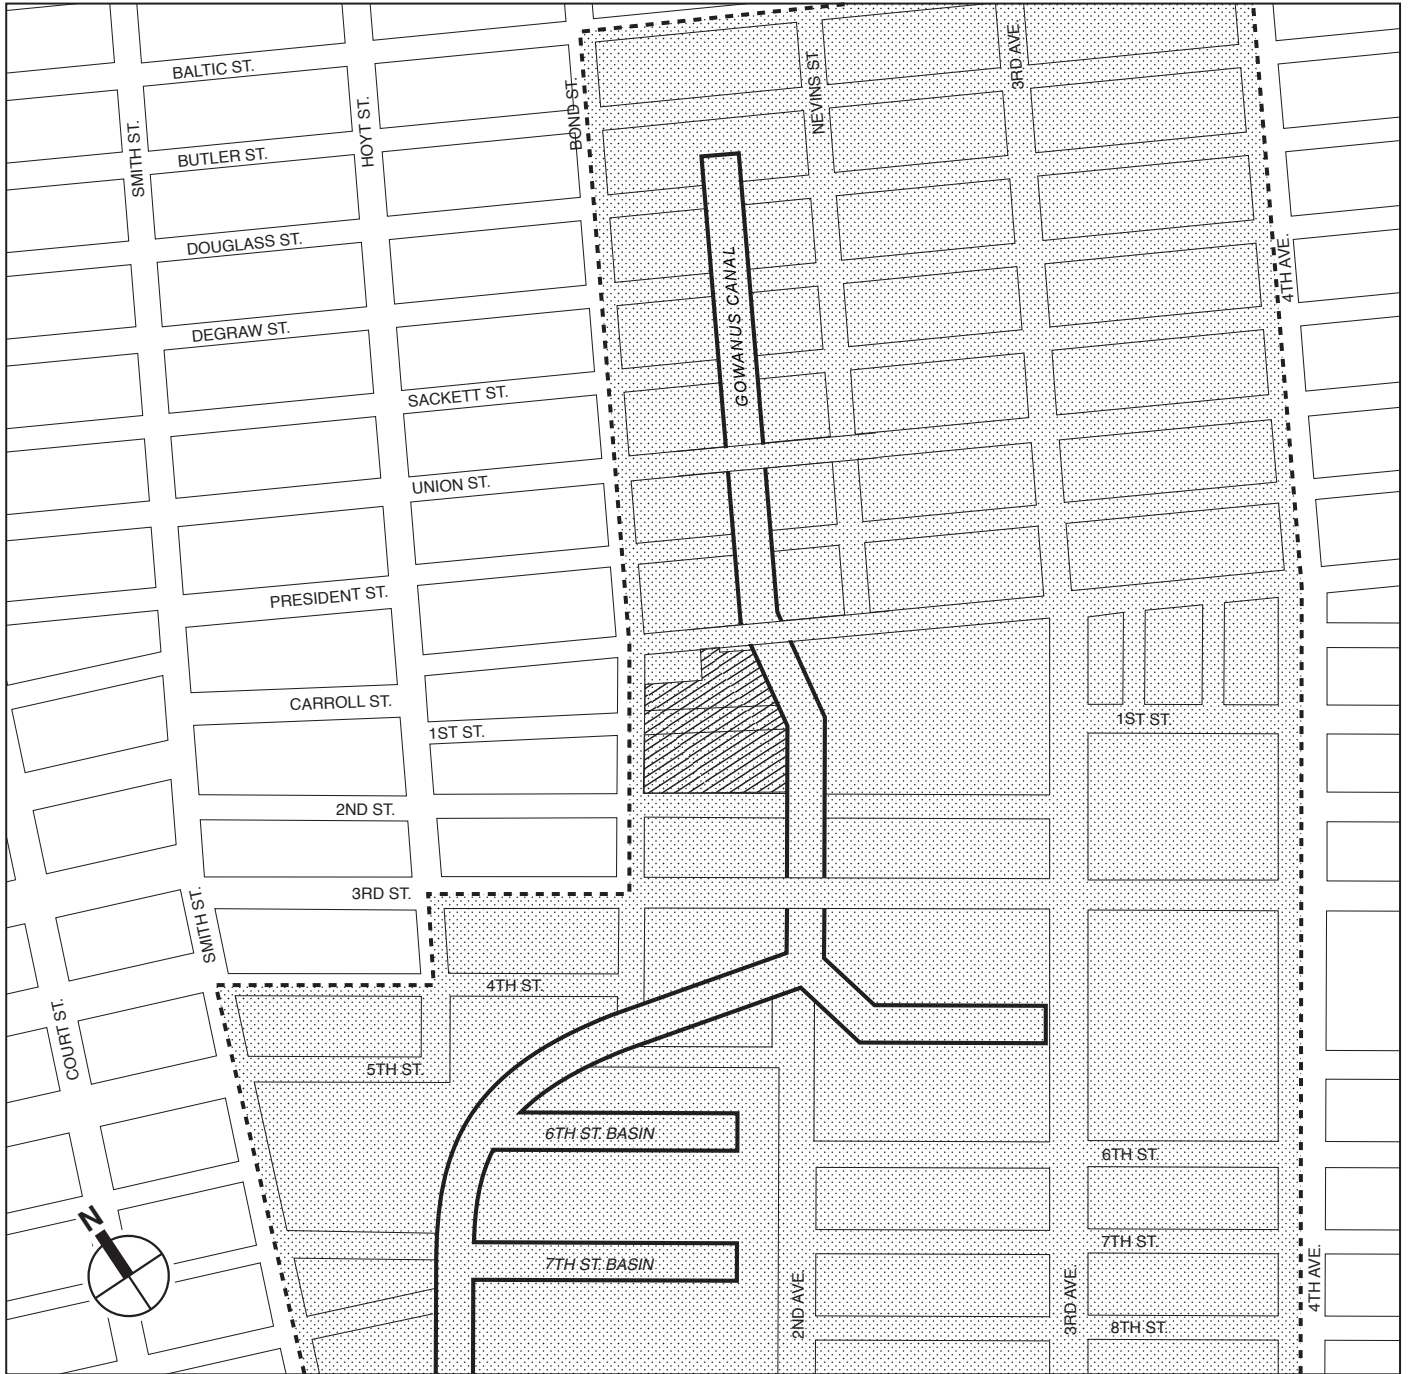 BALTIC ST.
3RD AVE.
NEVINS ST.
BOND ST.
HOYT ST.
SMITH ST.
BUTLER ST.
DOUGLASS ST.
4TH AVE.
GOWANUS CANAL
DEGRAW ST.
SACKETT ST.
UNION ST.
PRESIDENT ST.
CARROLL ST.
1ST ST.
1ST ST.
2ND ST.
3RD ST.
SMITH ST.
4TH ST.
COURT ST.
5TH ST.
6TH ST. BASIN
6TH ST.
N
7TH ST.
7TH ST. BASIN
2ND AVE.
3RD AVE.
4TH AVE.
8TH ST.